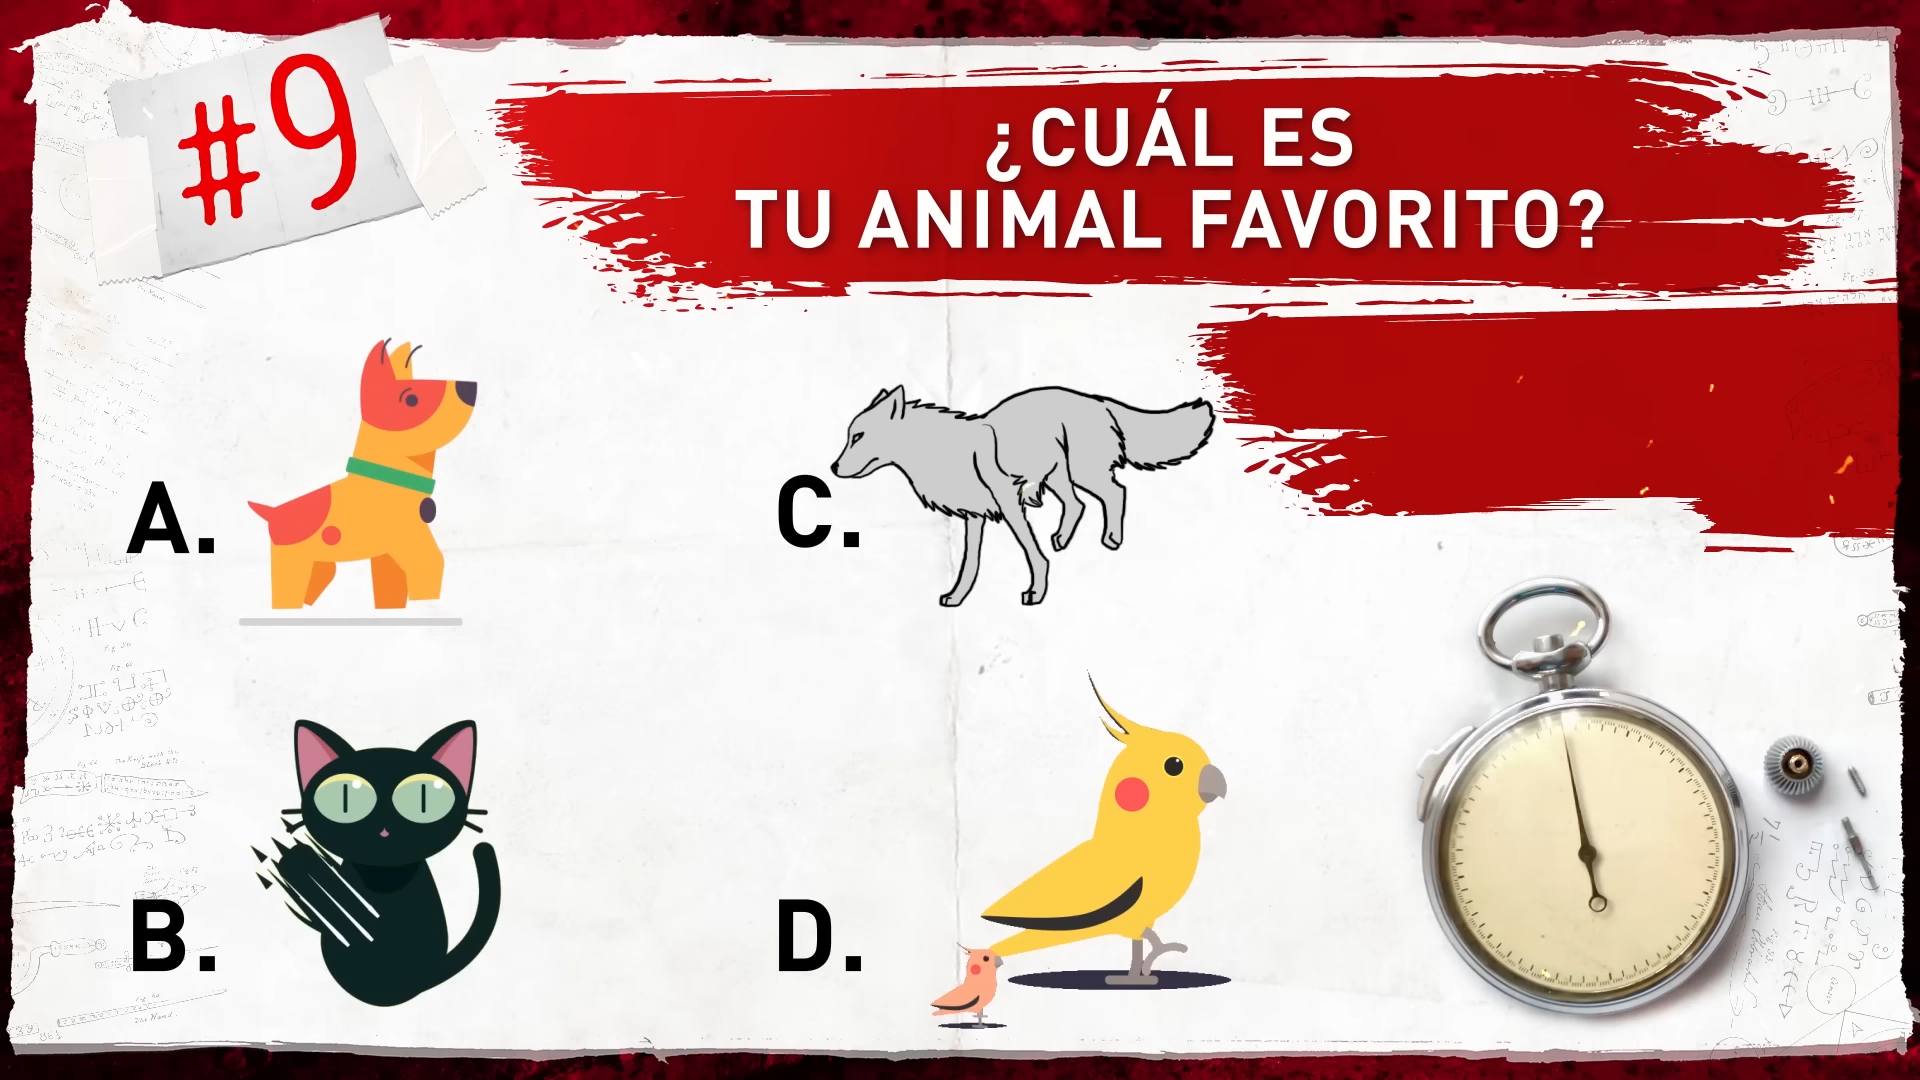 #9
¿CUÁL ES
TU ANIMAL FAVORITO?
A.
C.
B.
D.